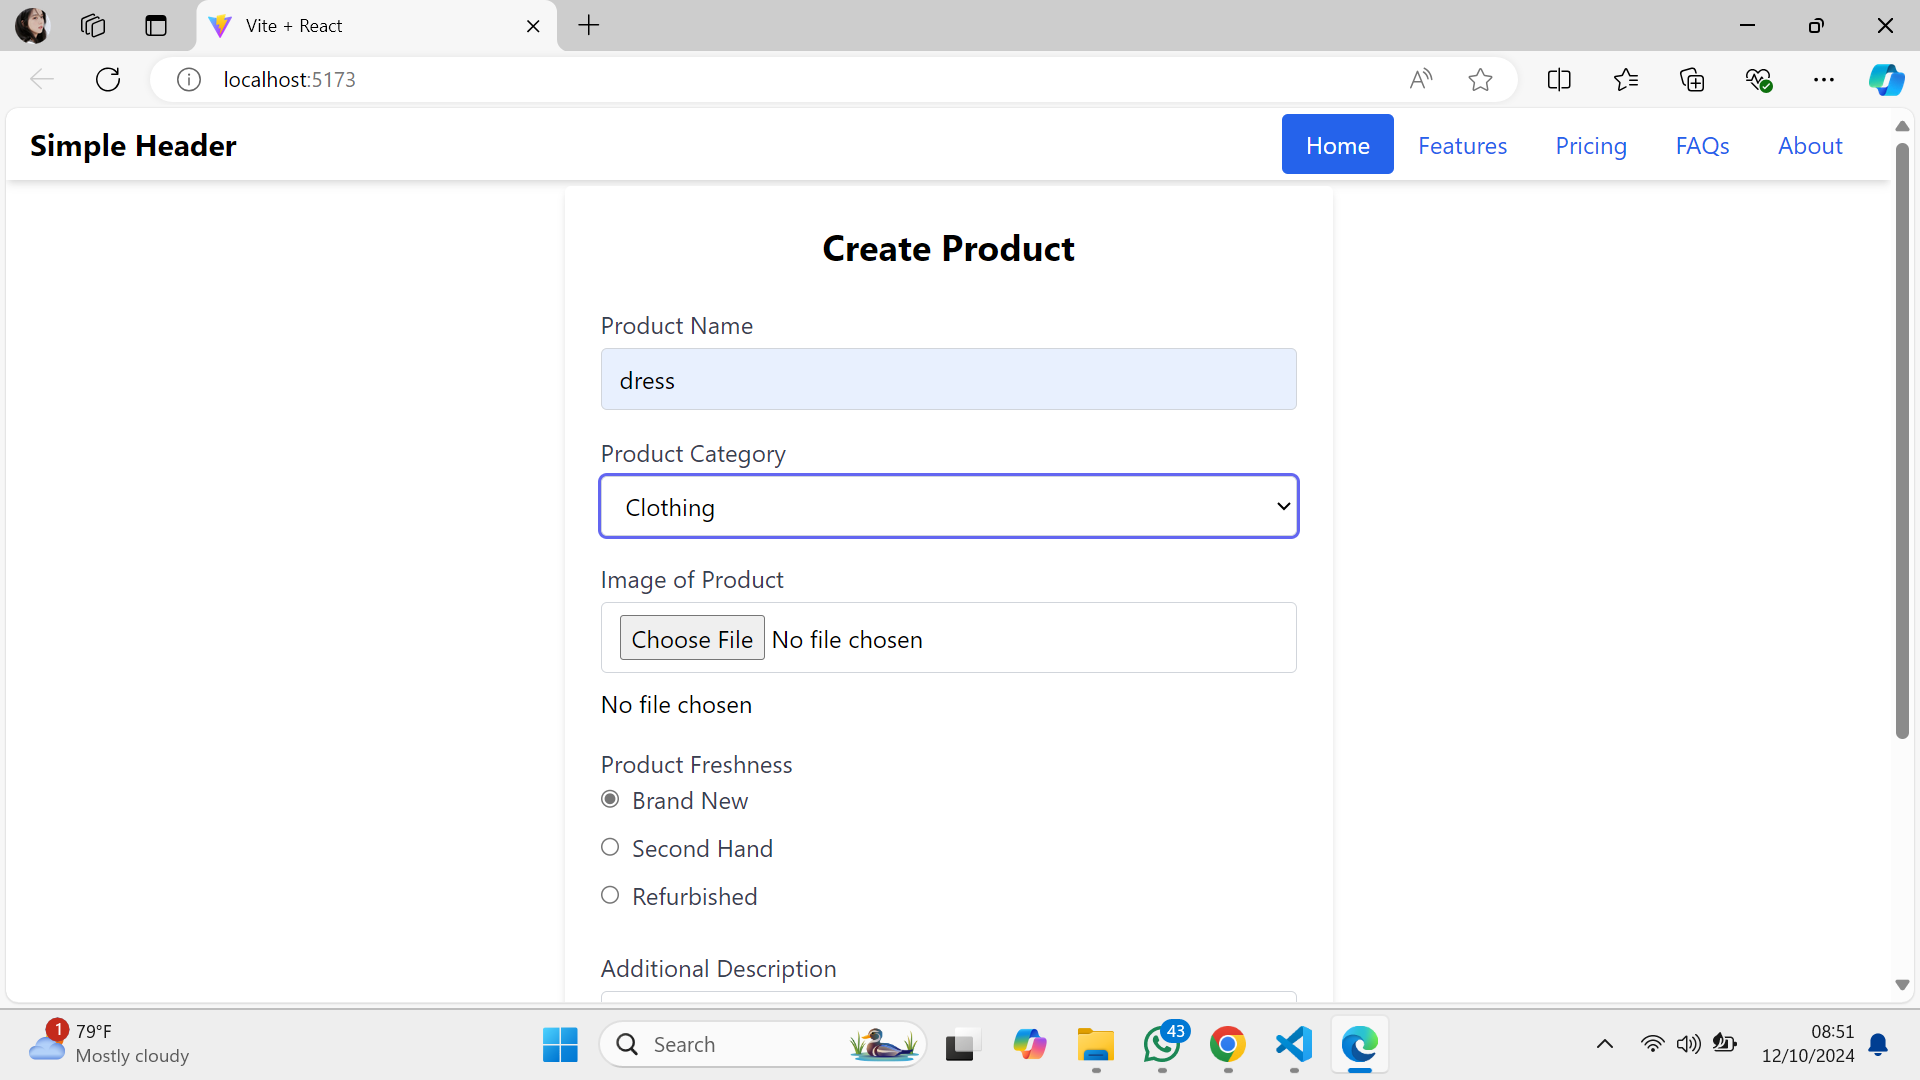 Vite + React
localhost:5173
Simple Header
Home Features Pricing FAQs About
Create Product
Product Name
dress
Product Category
Clothing
Image of Product
Choose File No file chosen
No file chosen
Product Freshness
Brand New
Second Hand
Refurbished
Additional Description
1
79°F
Mostly cloudy
Search
43
08:51
12/10/2024